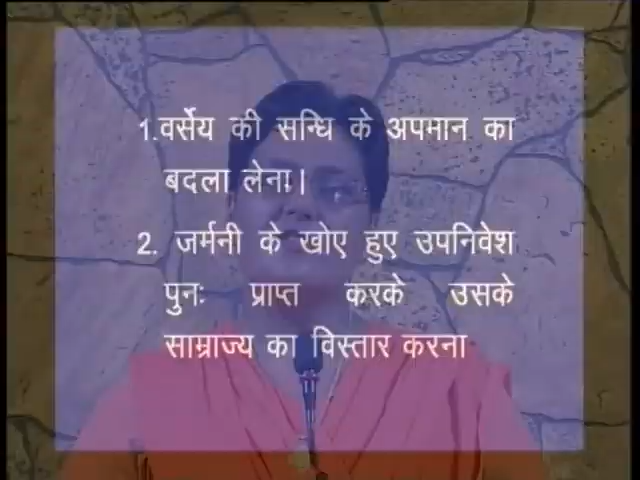 1.वर्सेय की सन्धि के अपमान का
बदला लेना।
2. जर्मनी के खोए हुए उपनिवेश
पुनः प्राप्त करके उसके
साम्राज्य का विस्तार करना